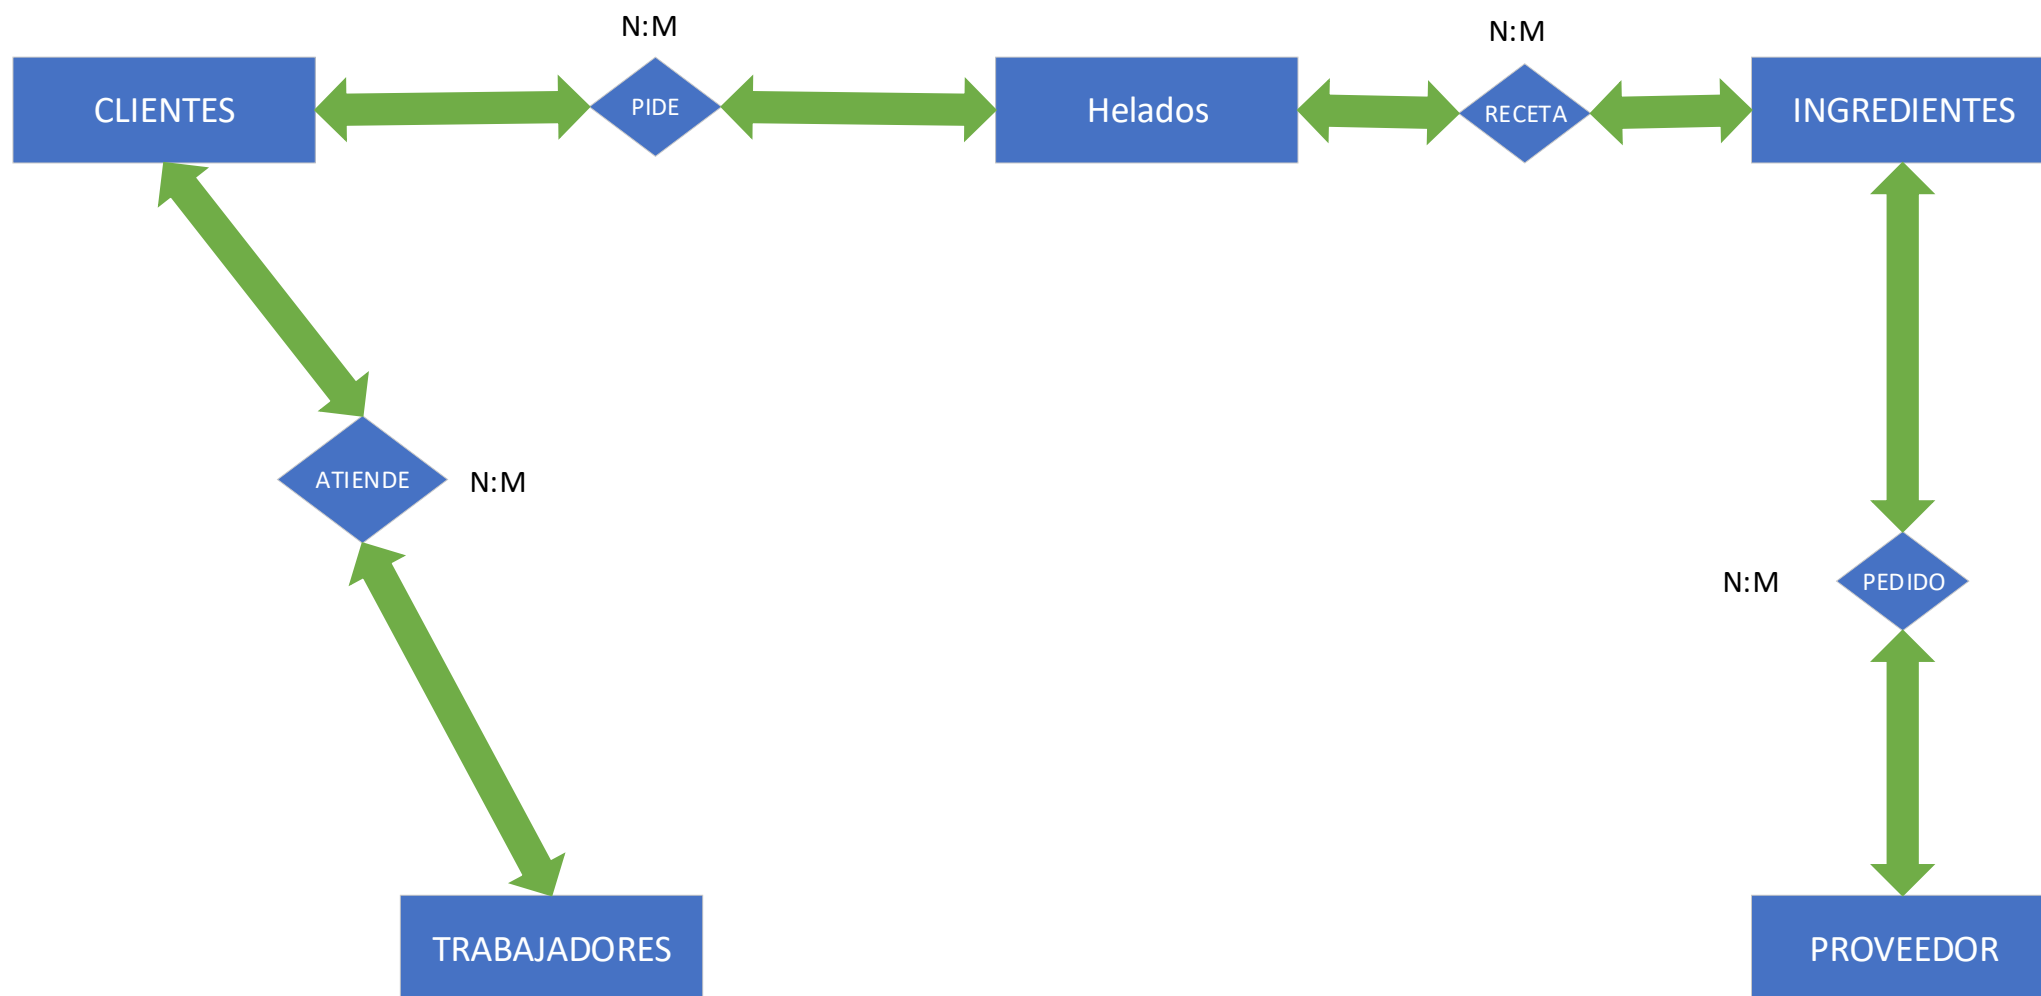 N:M
N:M
CLIENTES
PIDE
Helados
RECETA
INGREDIENTES
ATIENDE
N:M
N:M
PEDIDO
TRABAJADORES
PROVEEDOR